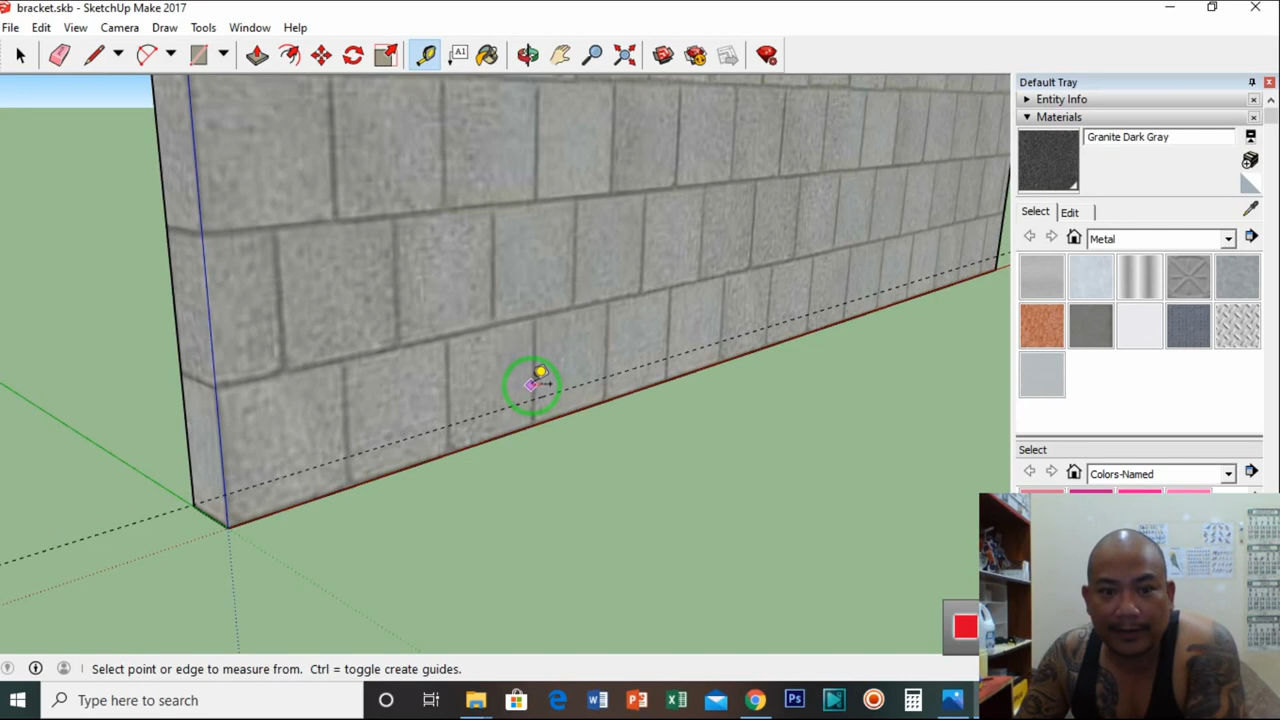 bracket.skb - SketchUp Make 2017
File Edit View Camera Draw Tools Window Help
A1
Default Tray
Entity Info
Materials
Granite Dark Gray
Select Edit
Metal
Select
Colors-Named
Select point or edge to measure from. Ctrl = toggle create guides.
Type here to search